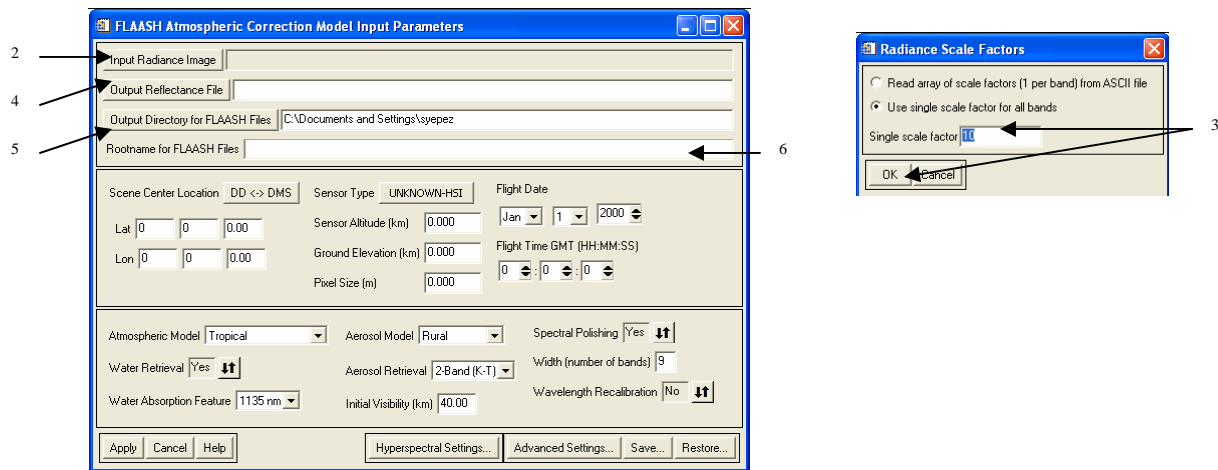 FLAASH Atmospheric Correction Model Input Parameters
2
Input Radiance Image
4
Output Reflectance File
5
Output Directory for FLAASH Files C:\Documents and Settings\syepez
Rootname for FLAASH Files
6
Scene Center Location DD <-> DMS
Lat 0 0 0.00
Lon 0 0 0.00
Sensor Type UNKNOWN-HSI
Sensor Altitude (km) 0.000
Ground Elevation (km) 0.000
Pixel Size (m) 0.000
Flight Date
Jan 1 2000
Flight Time GMT (HH:MM:SS)
0 : 0 : 0
Atmospheric Model Tropical
Water Retrieval Yes
Water Absorption Feature 1135 nm
Aerosol Model Rural
Aerosol Retrieval 2-Band (K-T)
Initial Visibility (km) 40.00
Spectral Polishing Yes
Width (number of bands) 9
Wavelength Recalibration No
Apply Cancel Help Hyperspectral Settings... Advanced Settings... Save... Restore...
Radiance Scale Factors
Read array of scale factors (1 per band) from ASCII file
Use single scale factor for all bands
Single scale factor 10
3
OK Cancel